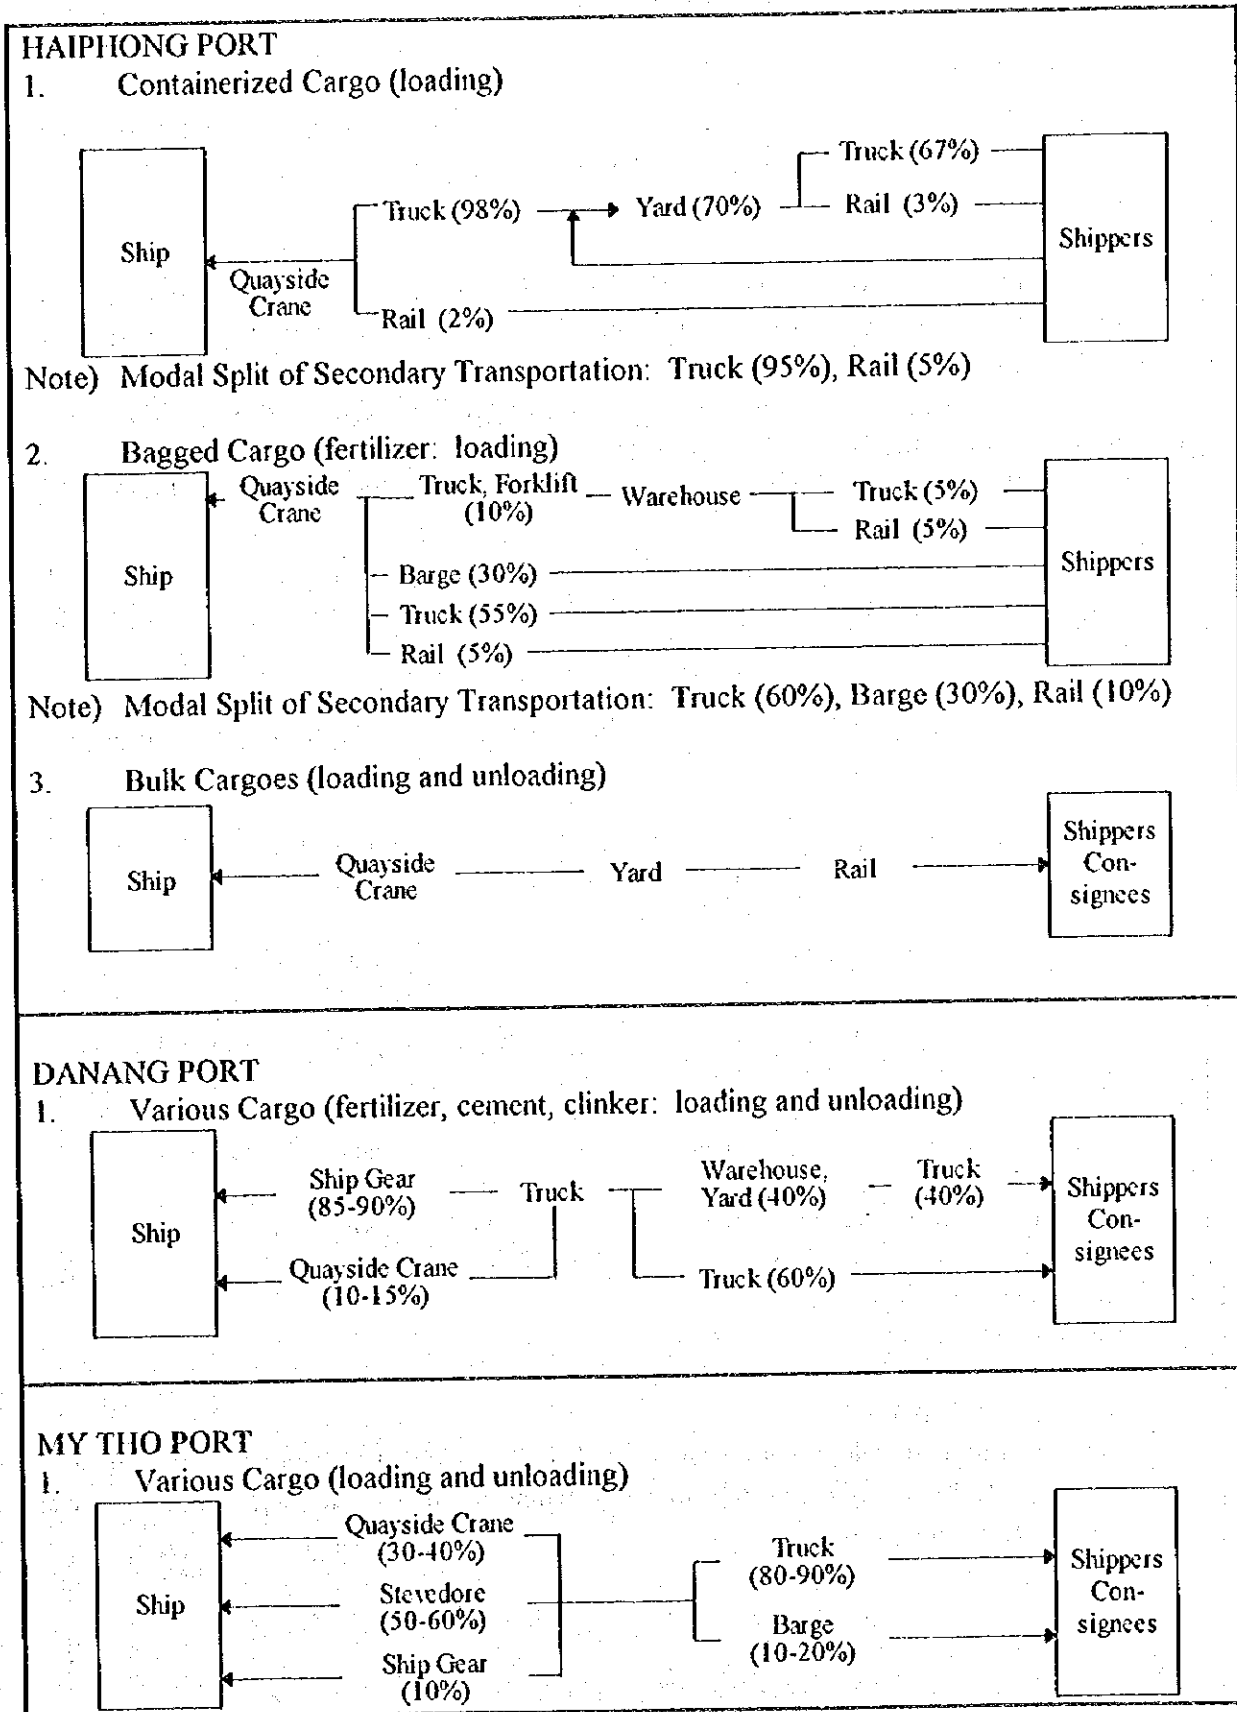 HAIPHONG PORT
1. Containerized Cargo (loading)
Ship
Quayside
Crane
Truck (98%)
Rail (2%)
Yard (70%)
Truck (67%)
Rail (3%)
Shippers
Note) Modal Split of Secondary Transportation: Truck (95%), Rail (5%)
2. Bagged Cargo (fertilizer: loading)
Ship
Quayside
Crane
Truck, Forklift
(10%)
Warehouse
Truck (5%)
Rail (5%)
Barge (30%)
Truck (55%)
Rail (5%)
Shippers
Note) Modal Split of Secondary Transportation: Truck (60%), Barge (30%), Rail (10%)
3. Bulk Cargoes (loading and unloading)
Ship
Quayside
Crane
Yard
Rail
Shippers
Con-
signees
DANANG PORT
1. Various Cargo (fertilizer, cement, clinker: loading and unloading)
Ship
Ship Gear
(85-90%)
Quayside Crane
(10-15%)
Truck
Warehouse,
Yard (40%)
Truck
(40%)
Truck (60%)
Shippers
Con-
signees
MY THO PORT
1. Various Cargo (loading and unloading)
Ship
Quayside Crane
(30-40%)
Stevedore
(50-60%)
Ship Gear
(10%)
Truck
(80-90%)
Barge
(10-20%)
Shippers
Con-
signees